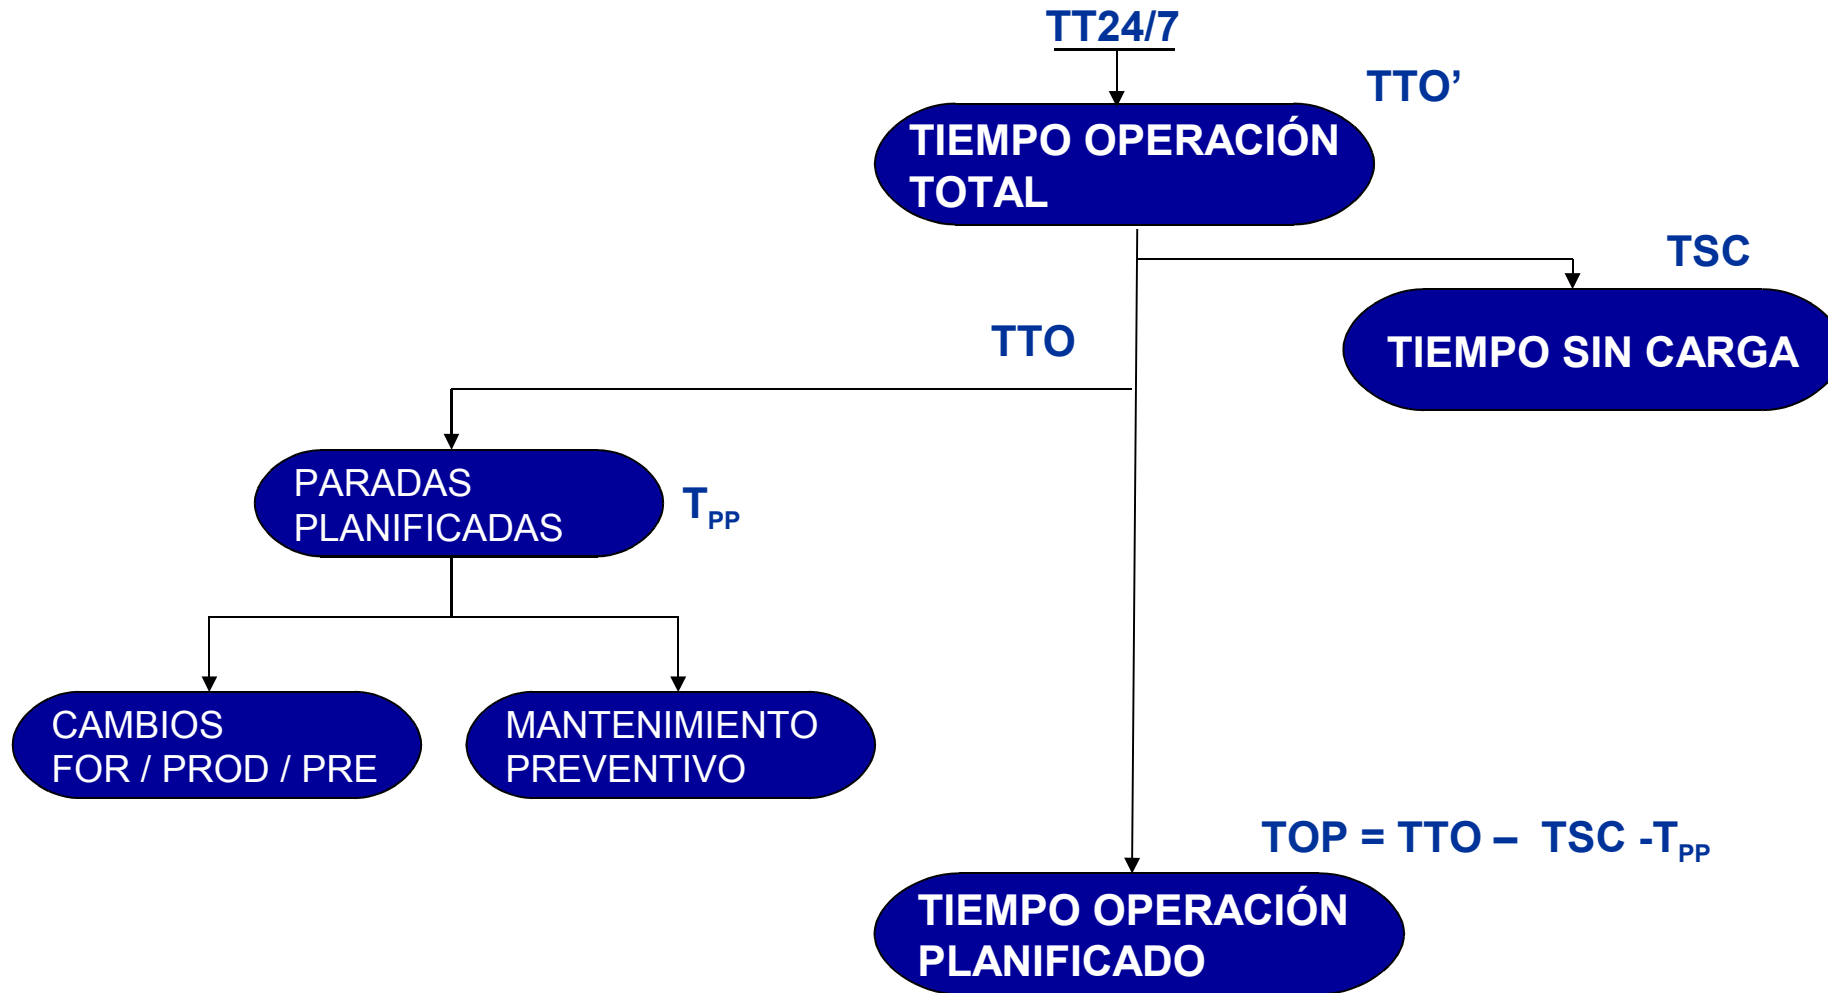 TT24/7
TTO’
TIEMPO OPERACIÓN
TOTAL
TSC
TIEMPO SIN CARGA
TTO
PARADAS
PLANIFICADAS
TPP
CAMBIOS
FOR / PROD / PRE
MANTENIMIENTO
PREVENTIVO
TOP = TTO – TSC -TPP
TIEMPO OPERACIÓN
PLANIFICADO